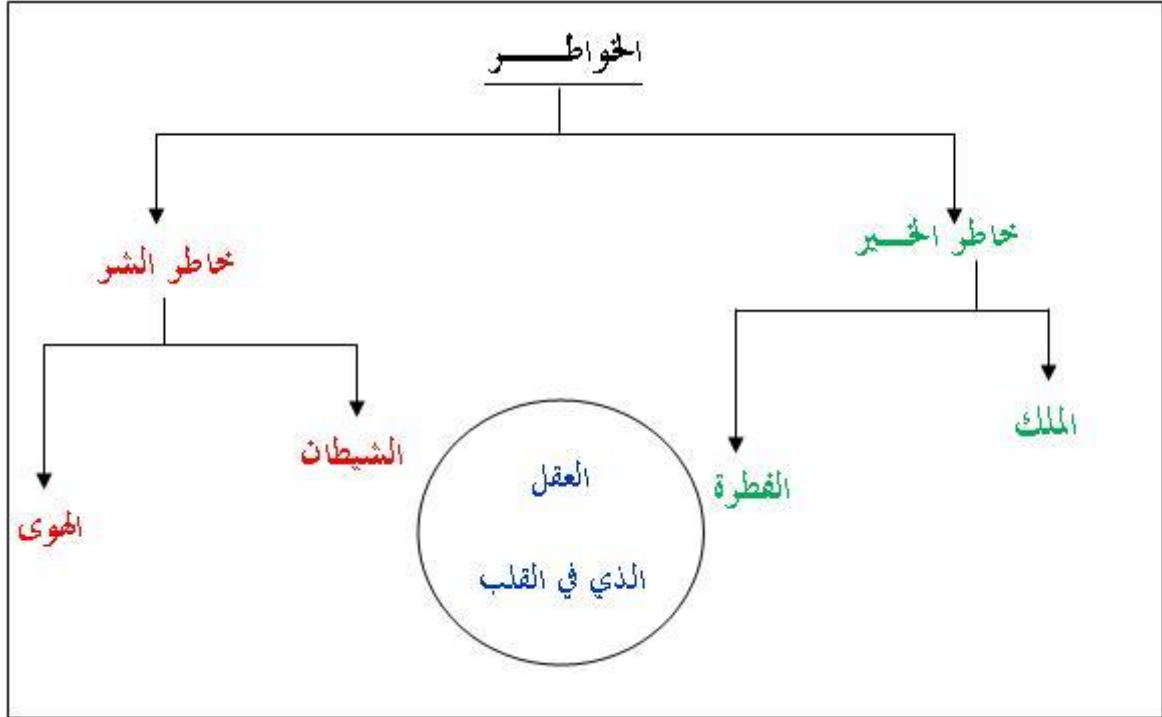 الخواطـــــر
خاطر الخـــير
خاطر الشر
الملك
الفطرة
الشيطان
الهوى
العقل
الذي في القلب